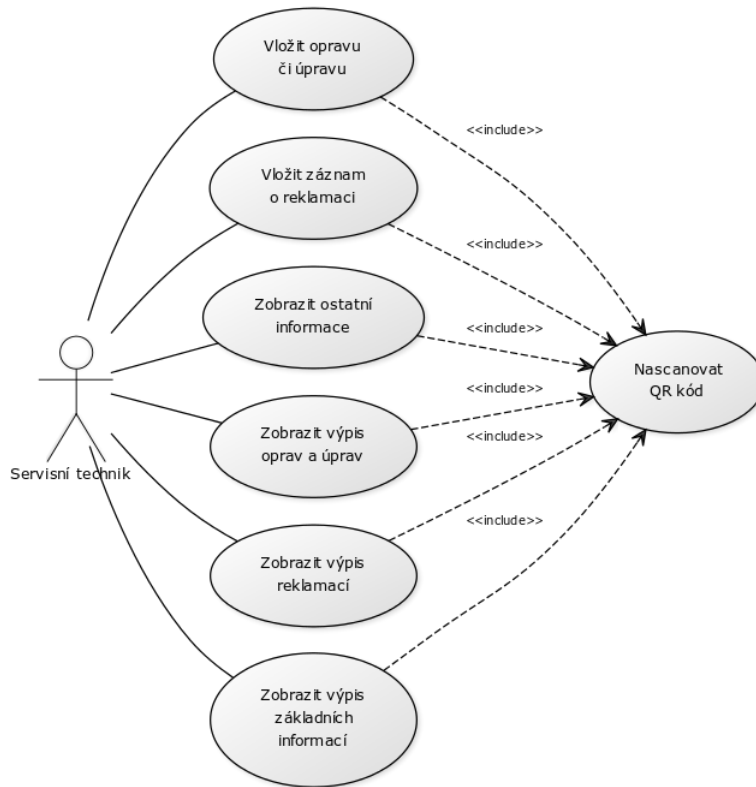 Vložit opravu
či úpravu
<<include>>
Vložit záznam
o reklamaci
<<include>>
Zobrazit ostatní
informace
<<include>>
Nascanovat
QR kód
<<include>>
Zobrazit výpis
oprav a úprav
<<include>>
Servisní technik
<<include>>
Zobrazit výpis
reklamací
Zobrazit výpis
základních
informací